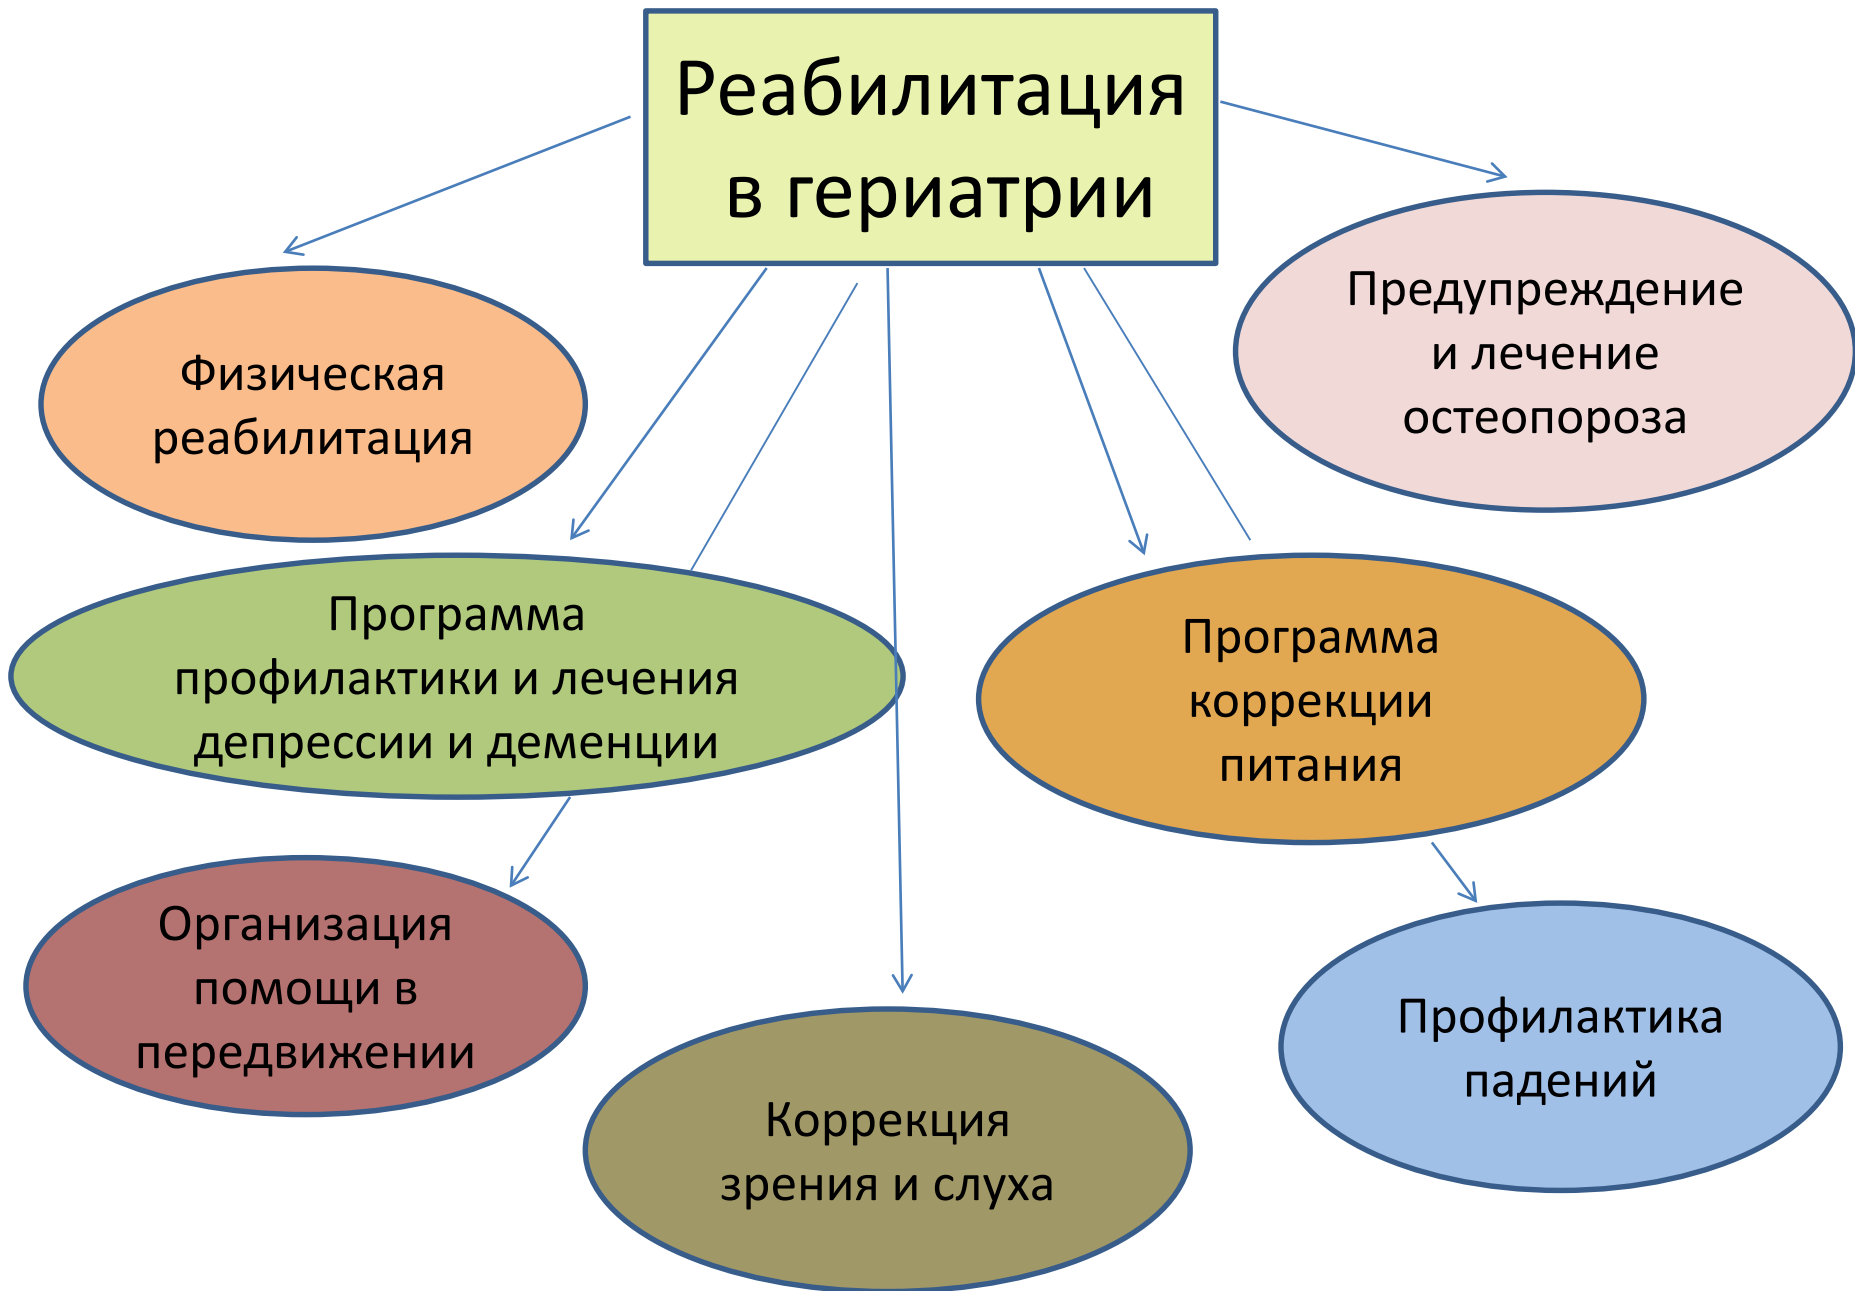 Реабилитация
в гериатрии
Физическая
реабилитация
Предупреждение
и лечение
остеопороза
Программа
профилактики и лечения
депрессии и деменции
Программа
коррекции
питания
Организация
помощи в
передвижении
Коррекция
зрения и слуха
Профилактика
падений